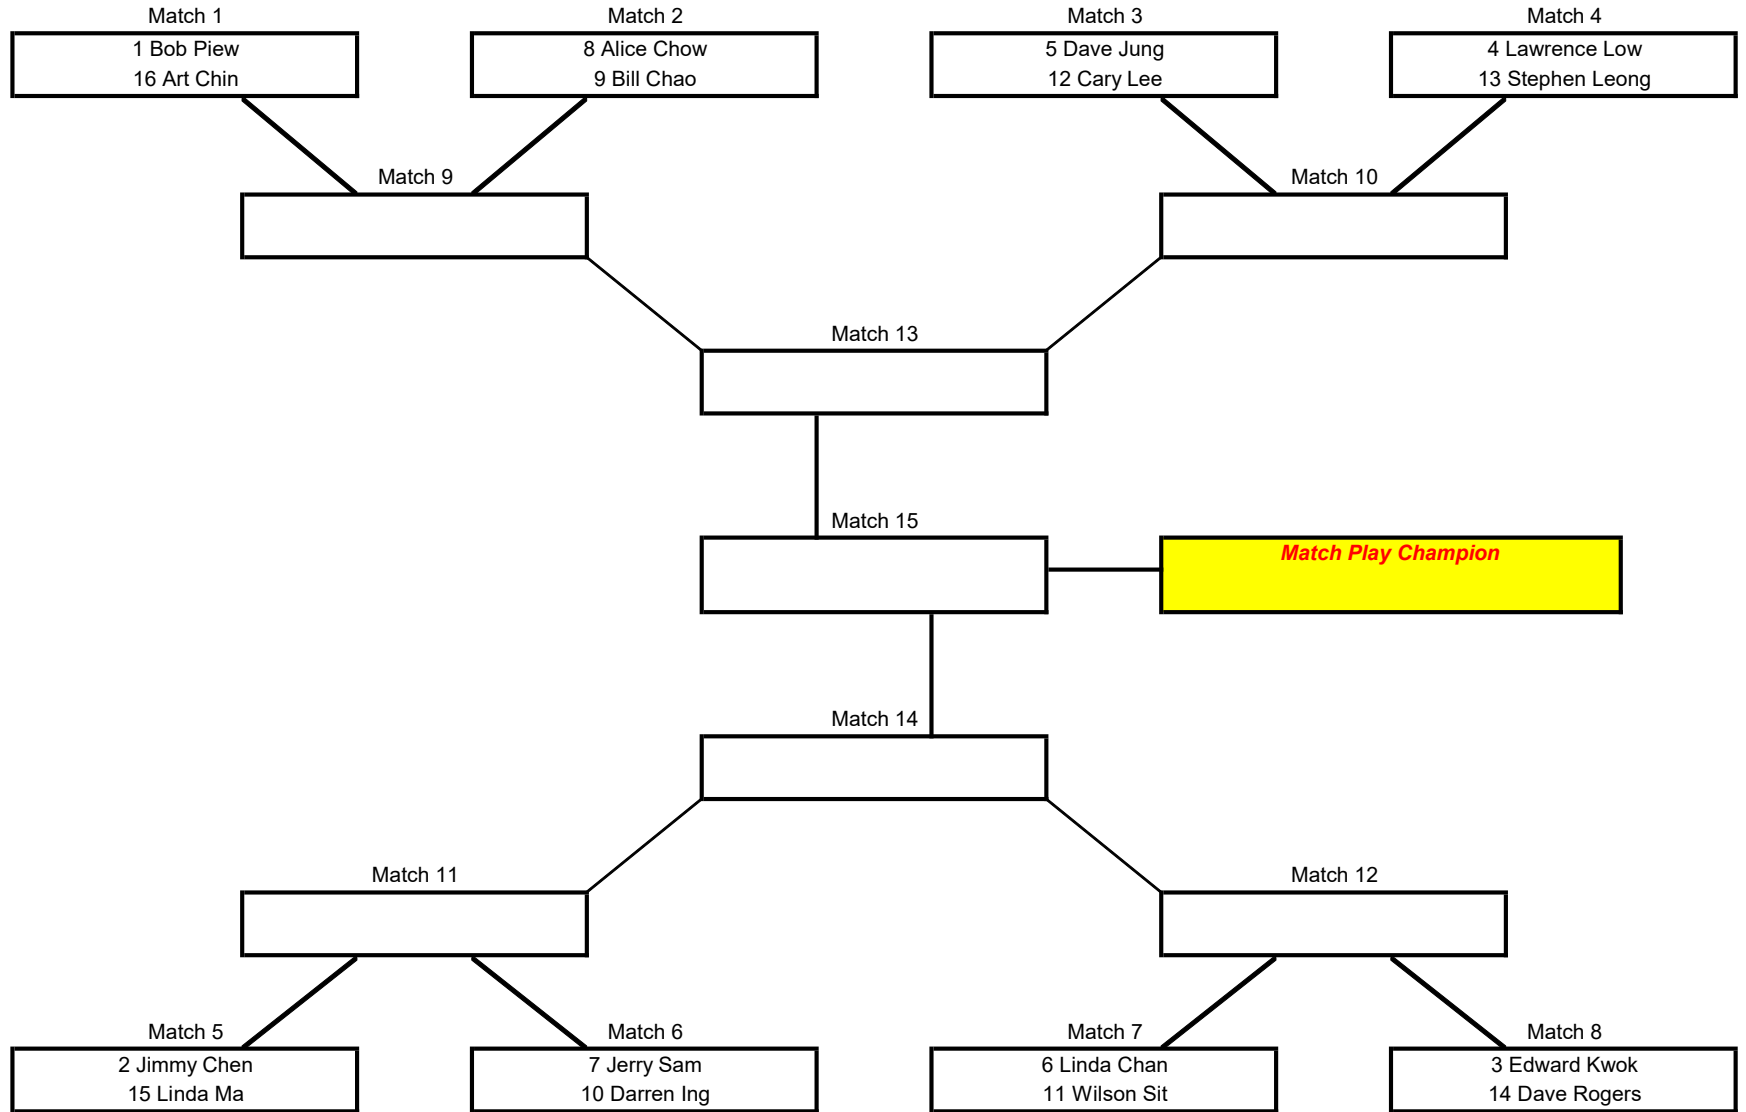 Match 1
Match 2
Match 3
Match 4
1 Bob Piew
8 Alice Chow
5 Dave Jung
4 Lawrence Low
16 Art Chin
9 Bill Chao
12 Cary Lee
13 Stephen Leong
Match 9
Match 10
Match 13
Match 15
Match Play Champion
Match 14
Match 11
Match 12
Match 5
Match 6
Match 7
Match 8
2 Jimmy Chen
7 Jerry Sam
6 Linda Chan
3 Edward Kwok
15 Linda Ma
10 Darren Ing
11 Wilson Sit
14 Dave Rogers